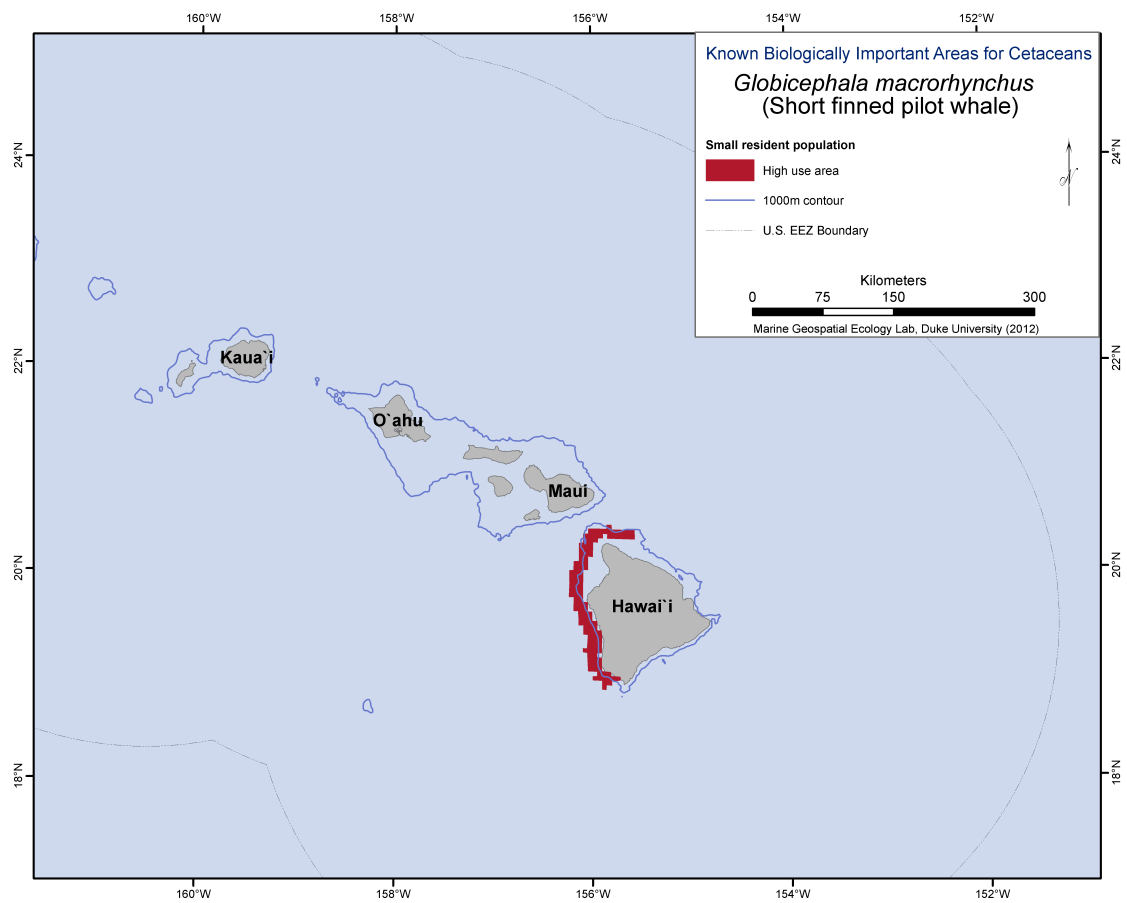 160°W 158°W 156°W 154°W 152°W
Known Biologically Important Areas for Cetaceans
Globicephala macrorhynchus
(Short finned pilot whale)
Small resident population
High use area
1000m contour
U.S. EEZ Boundary
N
Kilometers
0 75 150 300
Marine Geospatial Ecology Lab, Duke University (2012)
24°N 24°N
22°N 22°N
Kaua`i
O`ahu
Maui
20°N 20°N
Hawai`i
18°N 18°N
160°W 158°W 156°W 154°W 152°W